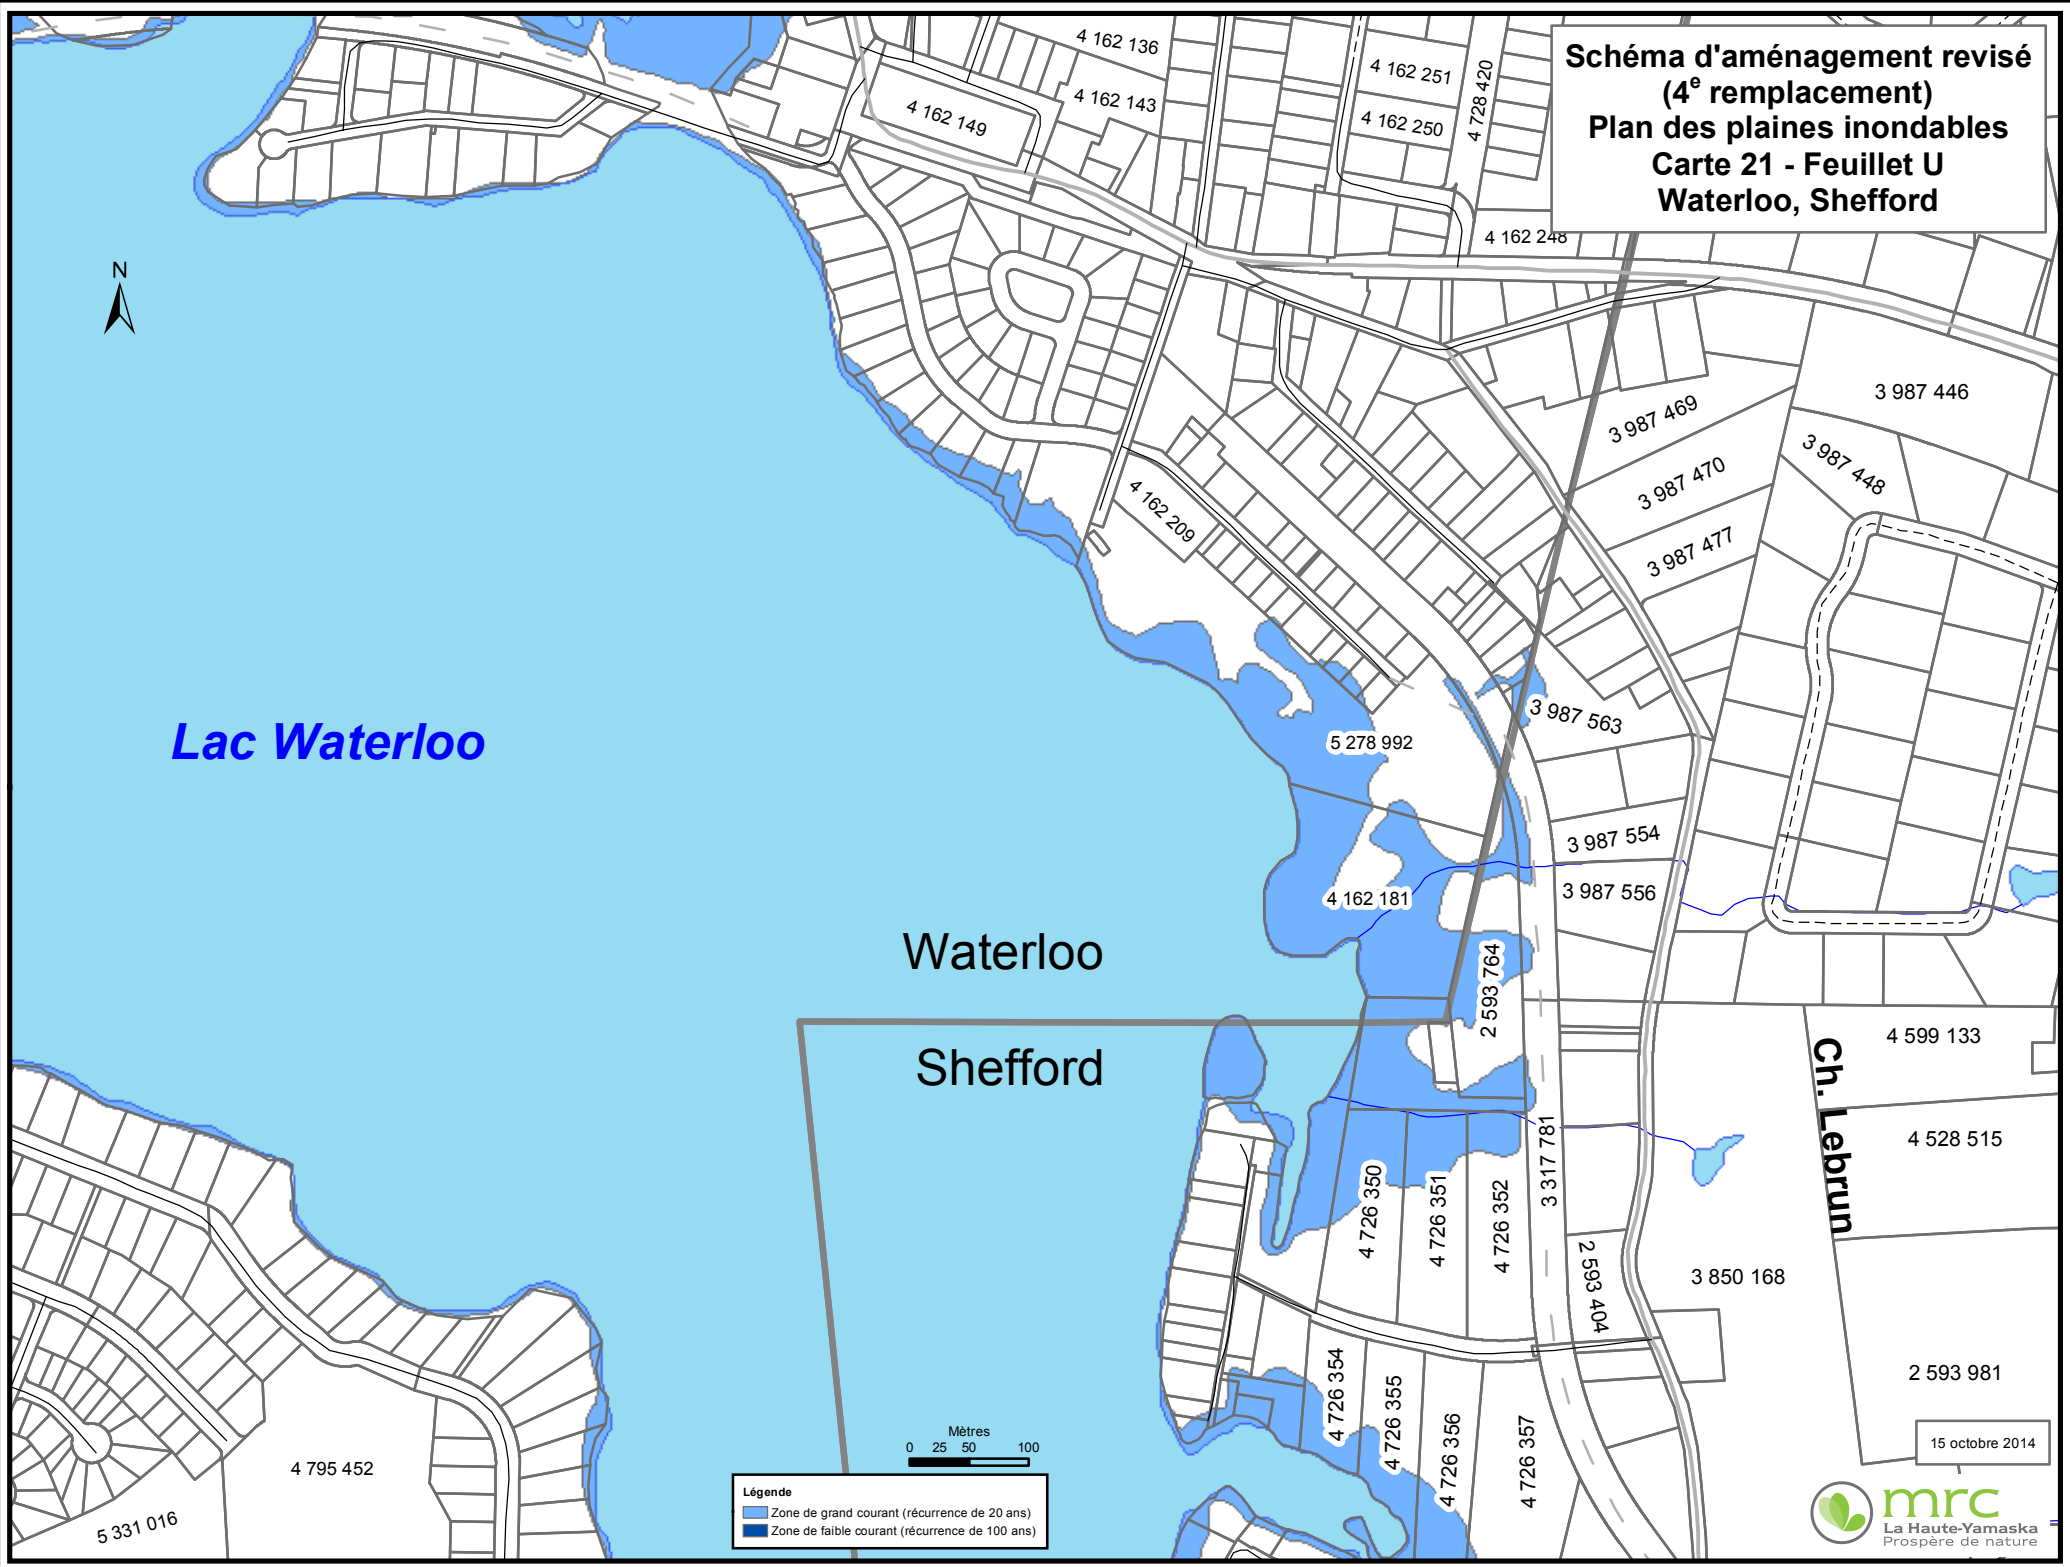 Schéma d'aménagement revisé
(4e remplacement)
Plan des plaines inondables
Carte 21 - Feuillet U
Waterloo, Shefford
4 162 136
4 162 251
4 728 420
4 162 143
4 162 149
4 162 250
4 162 248
N
3 987 446
3 987 469
3 987 448
3 987 470
4 162 209
3 987 477
3 987 563
Lac Waterloo
5 278 992
3 987 554
4 162 181
3 987 556
Waterloo
2 593 764
4 599 133
Shefford
Ch. Lebrun
4 528 515
3 317 781
4 726 350
4 726 351
4 726 352
2 593 404
3 850 168
2 593 981
4 726 354
4 726 355
4 726 356
4 726 357
4 795 452
5 331 016
Mètres
0 25 50 100
Légende
Zone de grand courant (récurrence de 20 ans)
Zone de faible courant (récurrence de 100 ans)
15 octobre 2014
mrc
La Haute-Yamaska
Prospère de nature